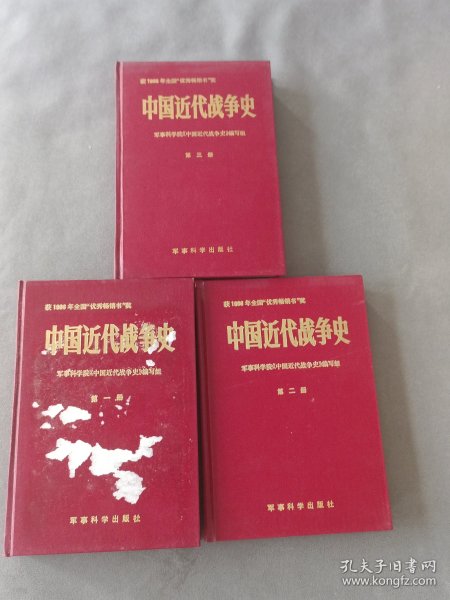 获1986年全国“优秀畅销书”奖
中国近代战争史
军事科学院《中国近代战争史》编写组
第三册
军事科学出版社
获1986年全国“优秀畅销书”奖
中国近代战争史
军事科学院《中国近代战争史》编写组
第一册
军事科学出版社
获1986年全国“优秀畅销书”奖
中国近代战争史
军事科学院《中国近代战争史》编写组
第二册
军事科学出版社
孔夫子旧书网
www.kongfz.com